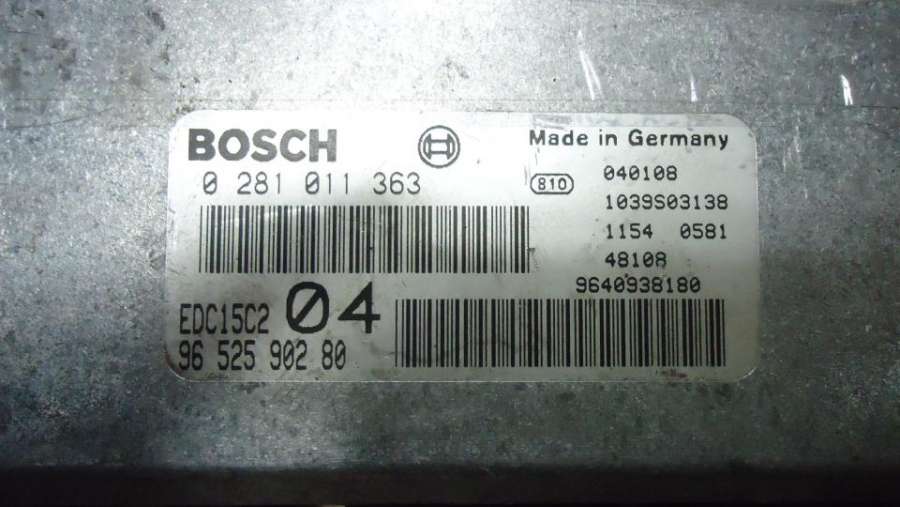 BOSCH
Made in Germany
0 281 011 363
810
040108
1039S03138
1154 0581
48108
9640938180
EDC15C2 04
96 525 902 80